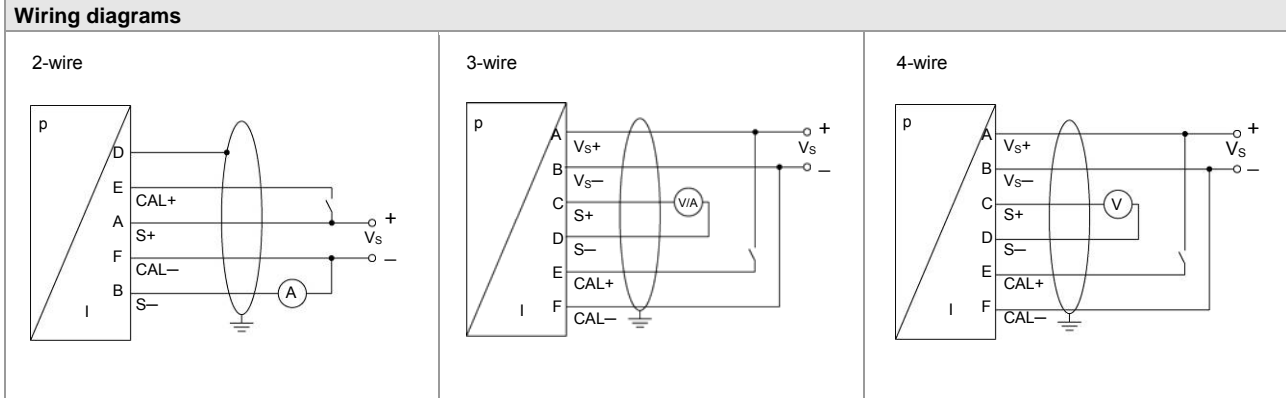 Wiring diagrams
2-wire
p
D
E
CAL+
A
S+
F
CAL–
B
S–
I
A
+
VS
–
3-wire
p
A
VS+
B
VS–
C
S+
D
S–
E
CAL+
F
CAL–
I
V/A
+
VS
–
4-wire
p
A
VS+
B
VS–
C
S+
D
S–
E
CAL+
F
CAL–
I
V
+
VS
–